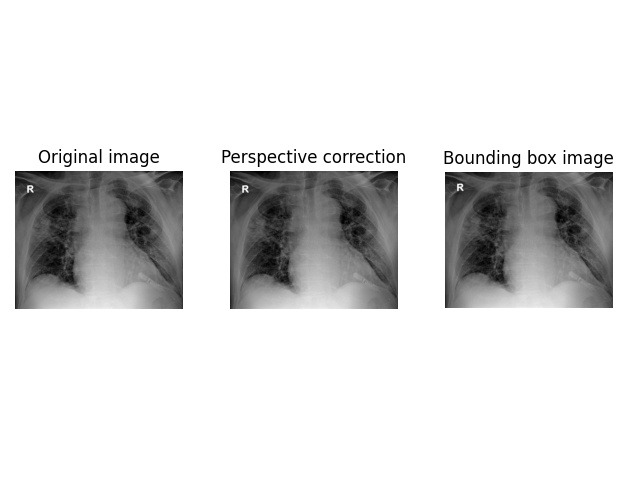 Original image
Perspective correction
Bounding box image
R
R
R